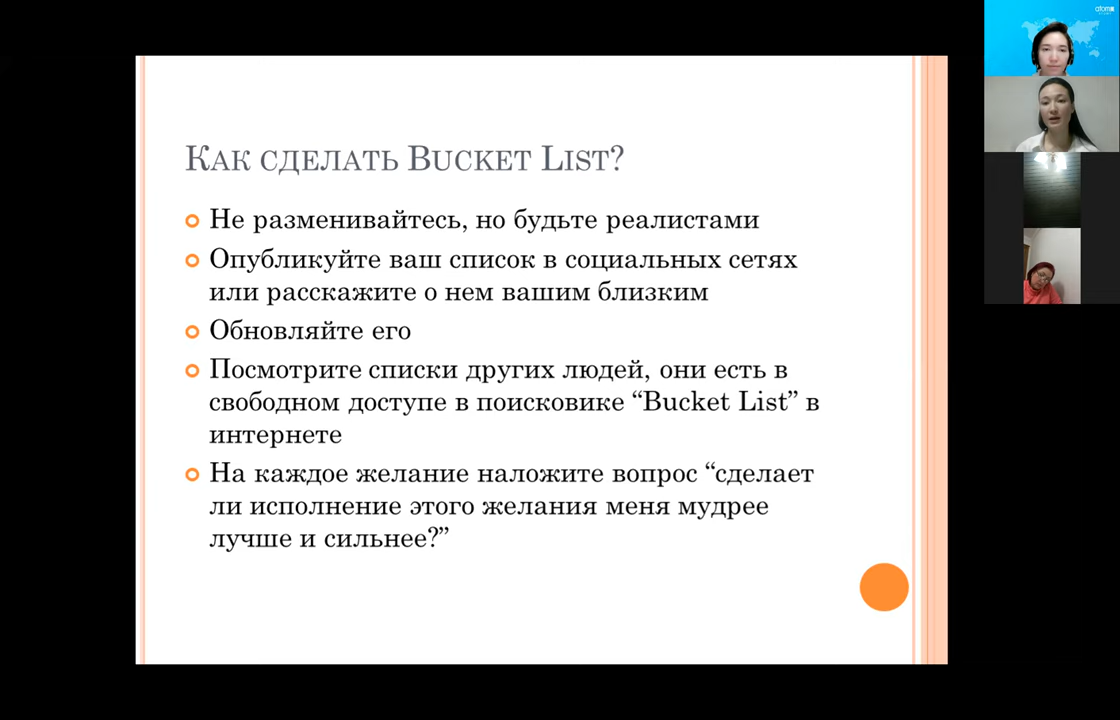 Как сделать Bucket List?
Не разменивайтесь, но будьте реалистами
Опубликуйте ваш список в социальных сетях
или расскажите о нем вашим близким
Обновляйте его
Посмотрите списки других людей, они есть в
свободном доступе в поисковике “Bucket List” в
интернете
На каждое желание наложите вопрос “сделает
ли исполнение этого желания меня мудрее
лучше и сильнее?”